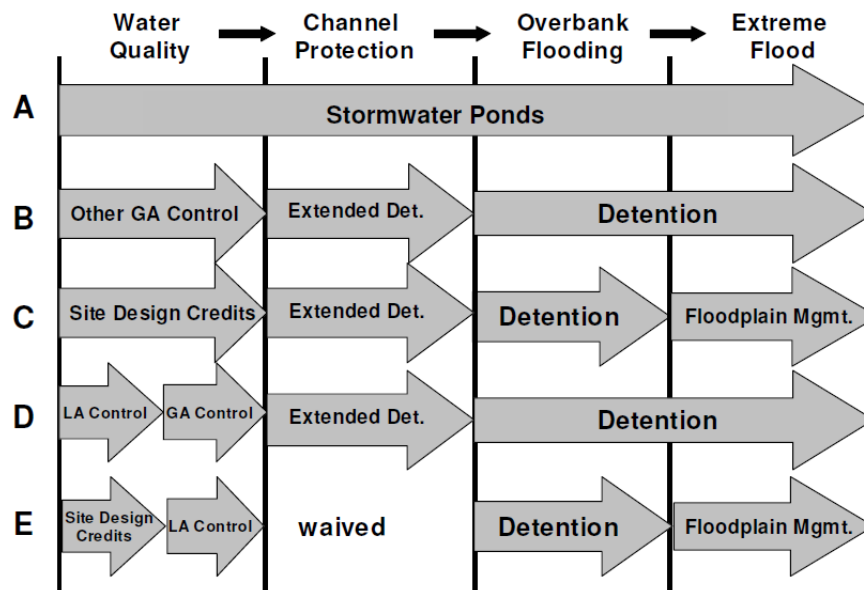 Water Quality
Channel Protection
Overbank Flooding
Extreme Flood
A
Stormwater Ponds
B
Other GA Control
Extended Det.
Detention
C
Site Design Credits
Extended Det.
Detention
Floodplain Mgmt.
D
LA Control
GA Control
Extended Det.
Detention
E
Site Design
Credits
LA Control
waived
Detention
Floodplain Mgmt.